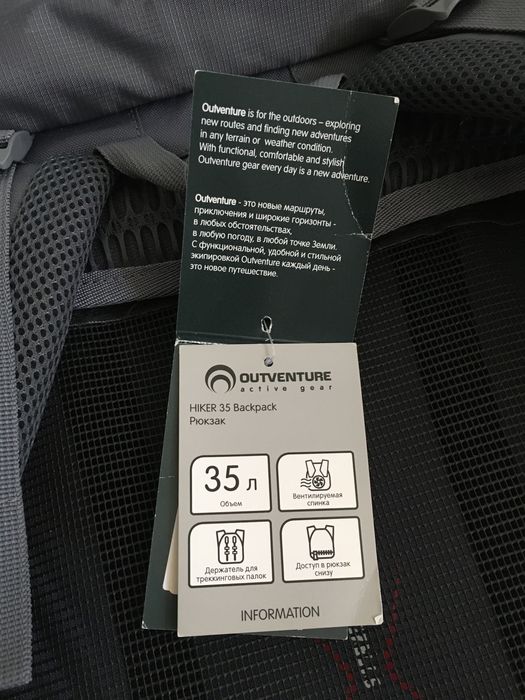 Outventure is for the outdoors – exploring
new routes and finding new adventures
in any terrain or weather condition.
With functional, comfortable and stylish
Outventure gear every day is a new adventure.
Outventure - это новые маршруты,
приключения и широкие горизонты -
в любых обстоятельствах,
в любую погоду, в любой точке Земли.
С функциональной, удобной и стильной
экипировкой Outventure каждый день -
это новое путешествие.
OUTVENTURE
active gear
HIKER 35 Backpack
Рюкзак
35 л
Объем
Вентилируемая
спинка
Держатель для
треккинговых палок
Доступ в рюкзак
снизу
INFORMATION